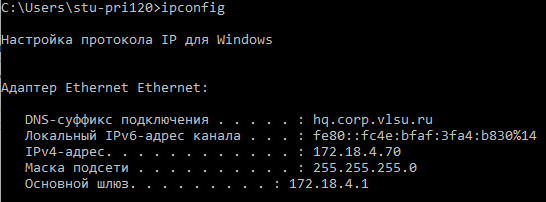 C:\Users\stu-pri120>ipconfig
Настройка протокола IP для Windows
Адаптер Ethernet Ethernet:
DNS-суффикс подключения . . . . . : hq.corp.vlsu.ru
Локальный IPv6-адрес канала . . . : fe80::fc4e:bfaf:3fa4:b830%14
IPv4-адрес. . . . . . . . . . . . : 172.18.4.70
Маска подсети . . . . . . . . . . : 255.255.255.0
Основной шлюз. . . . . . . . . : 172.18.4.1